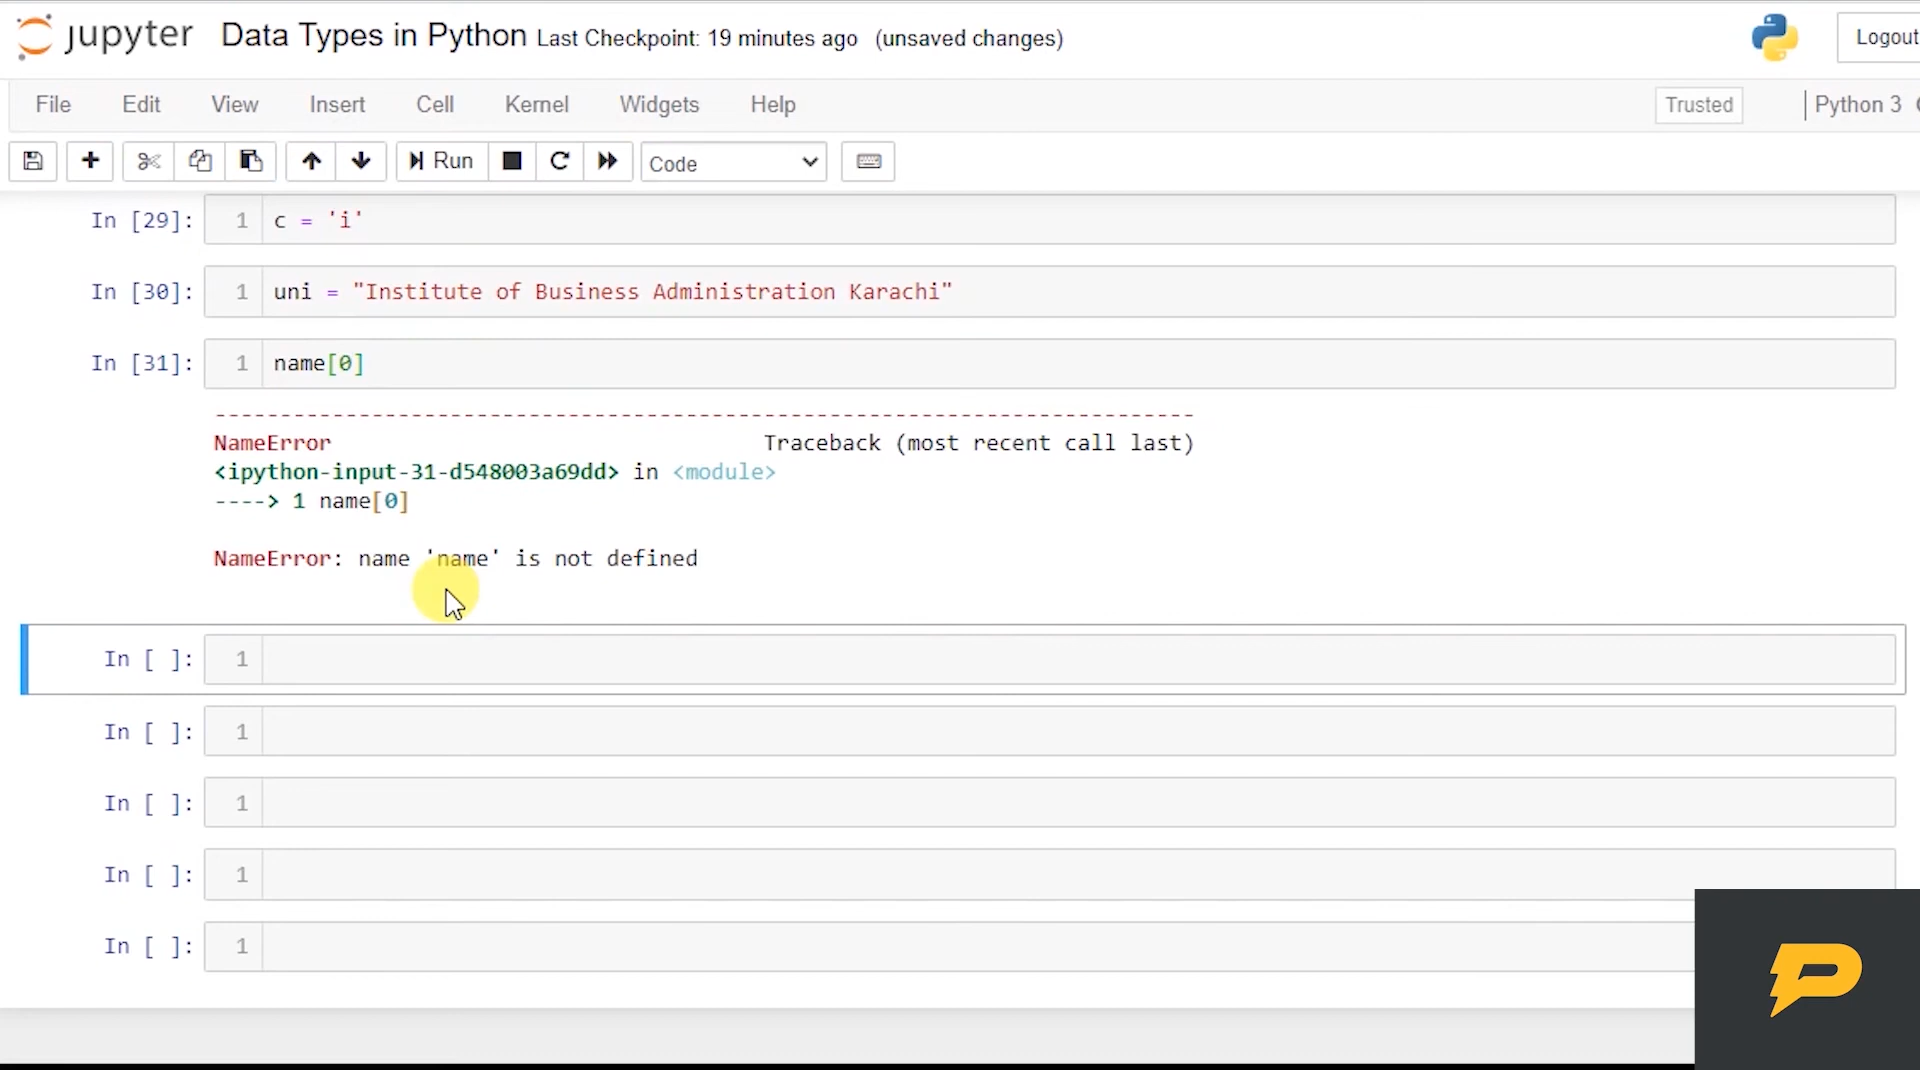 jupyter Data Types in Python Last Checkpoint: 19 minutes ago (unsaved changes) Logout
File Edit View Insert Cell Kernel Widgets Help Trusted Python 3
Run Code
In [29]: 1 c = 'i'
In [30]: 1 uni = "Institute of Business Administration Karachi"
In [31]: 1 name[0]
---------------------------------------------------------------------------
NameError Traceback (most recent call last)
<ipython-input-31-d548003a69dd> in <module>
----> 1 name[0]
NameError: name 'name' is not defined
In [ ]: 1
In [ ]: 1
In [ ]: 1
In [ ]: 1
In [ ]: 1